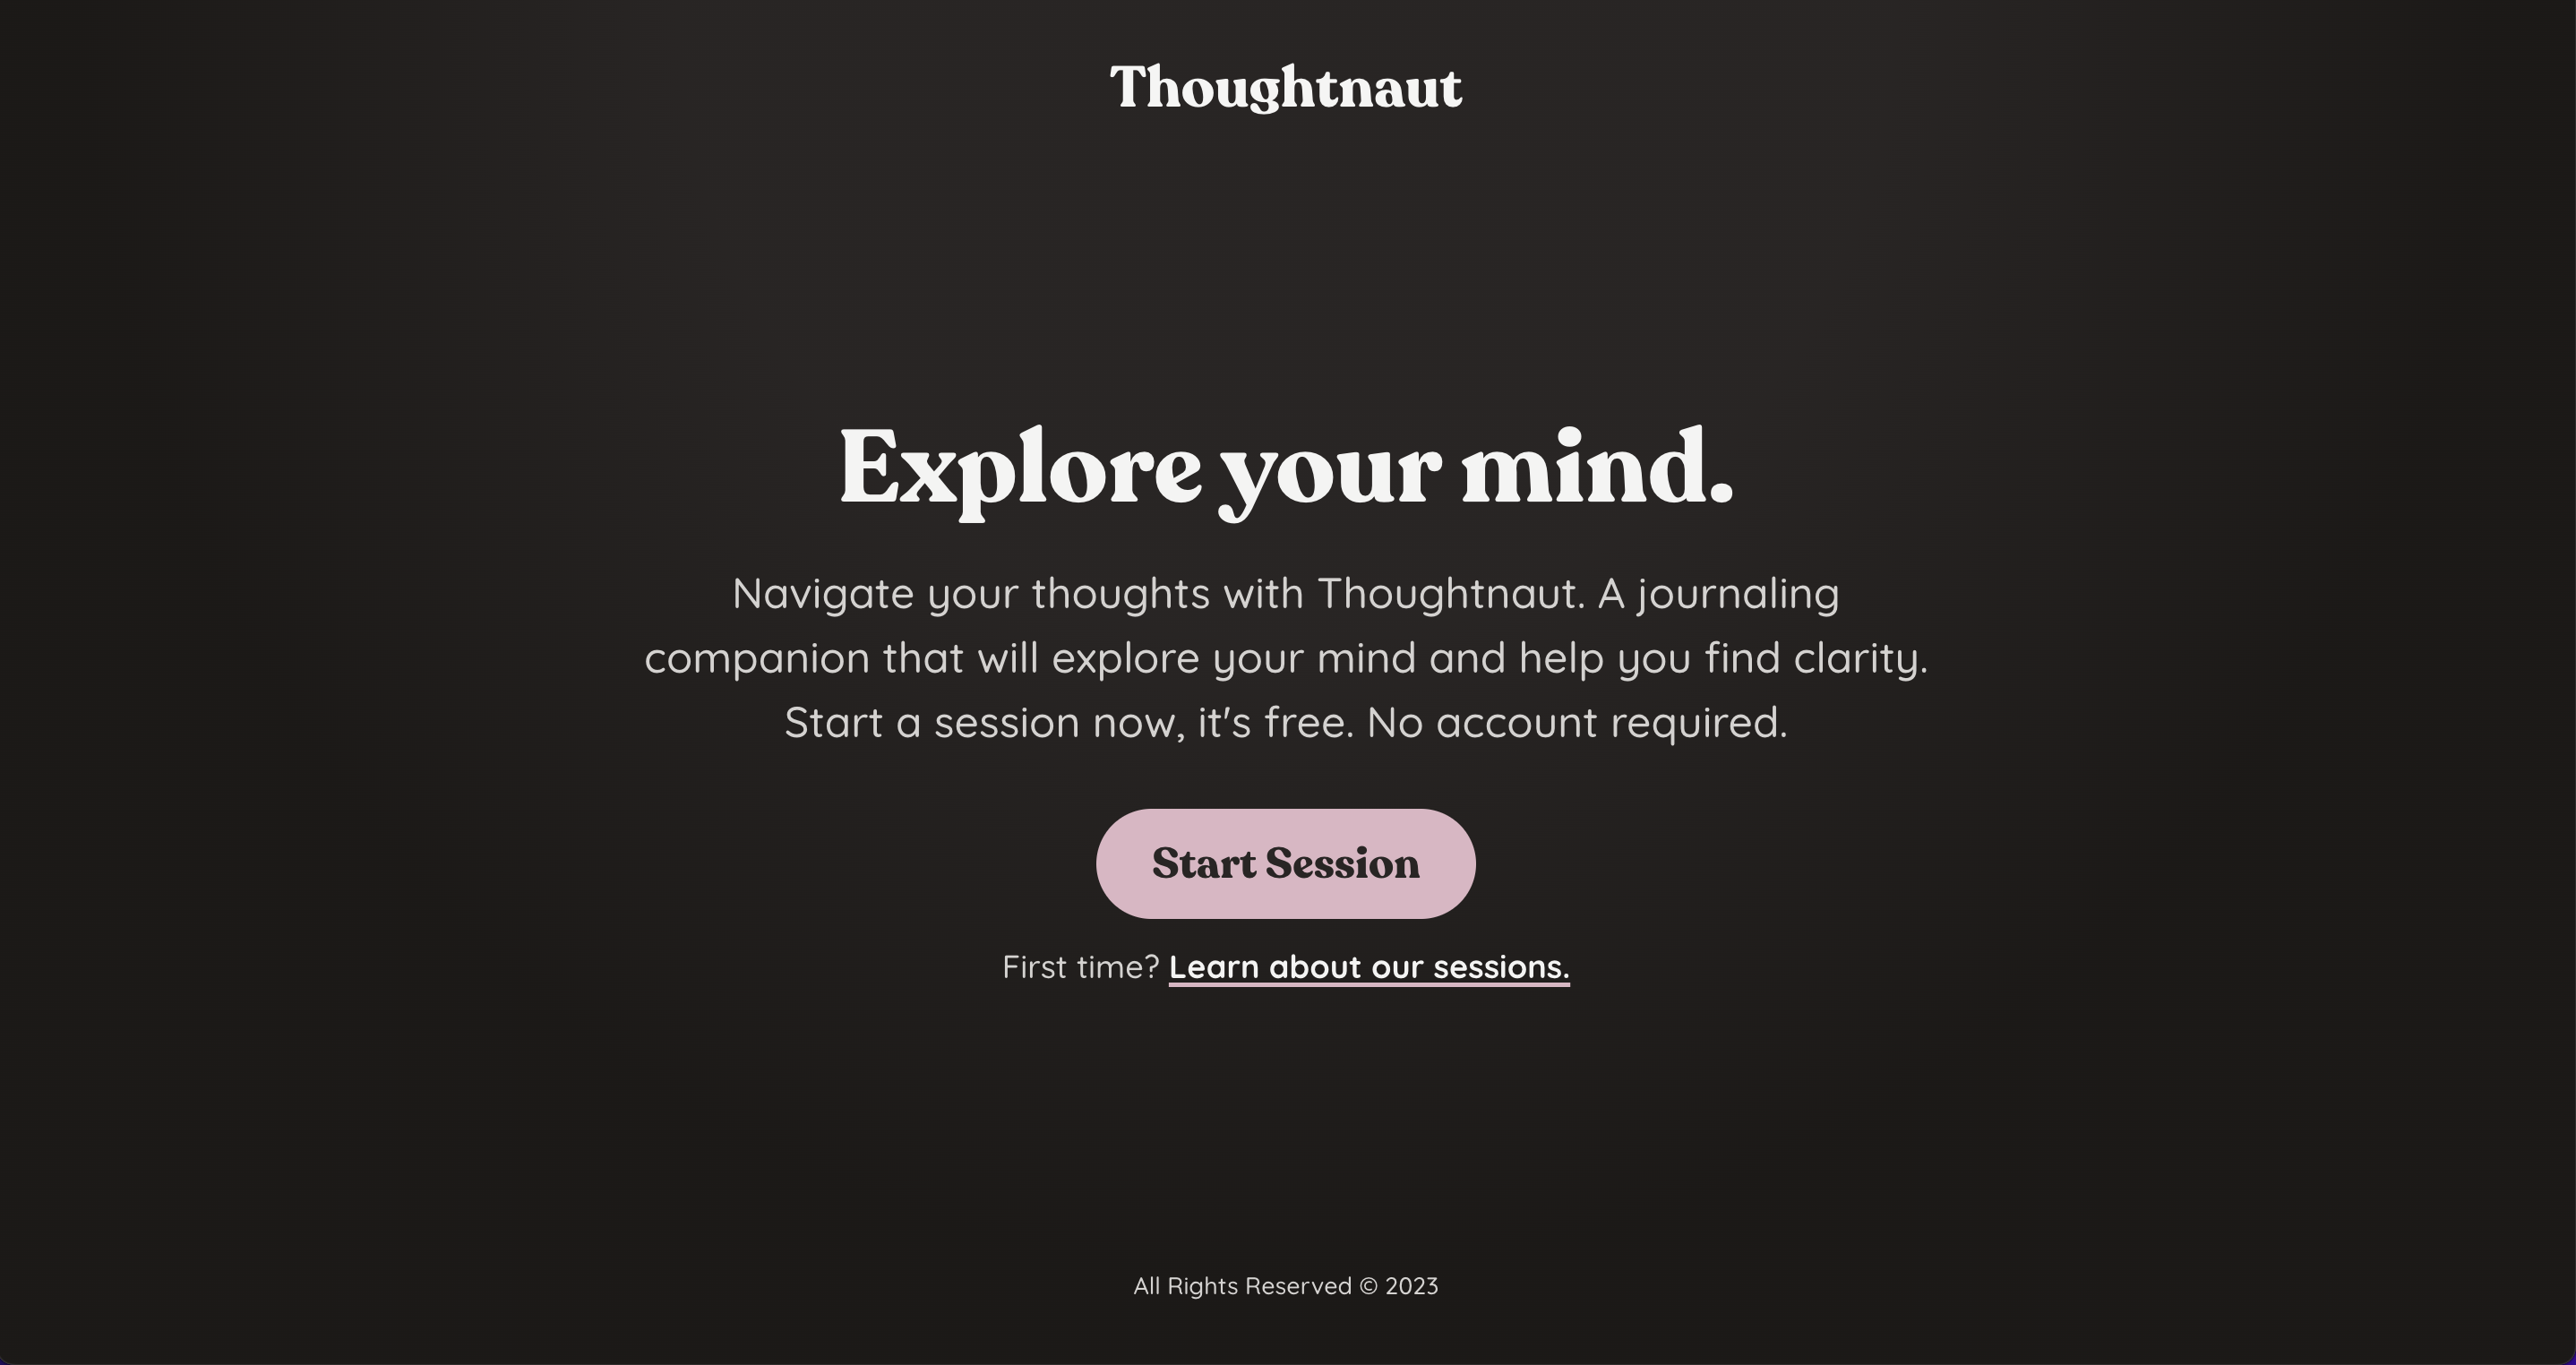 Thoughtnaut
Explore your mind.
Navigate your thoughts with Thoughtnaut. A journaling
companion that will explore your mind and help you find clarity.
Start a session now, it's free. No account required.
Start Session
First time? Learn about our sessions.
All Rights Reserved © 2023